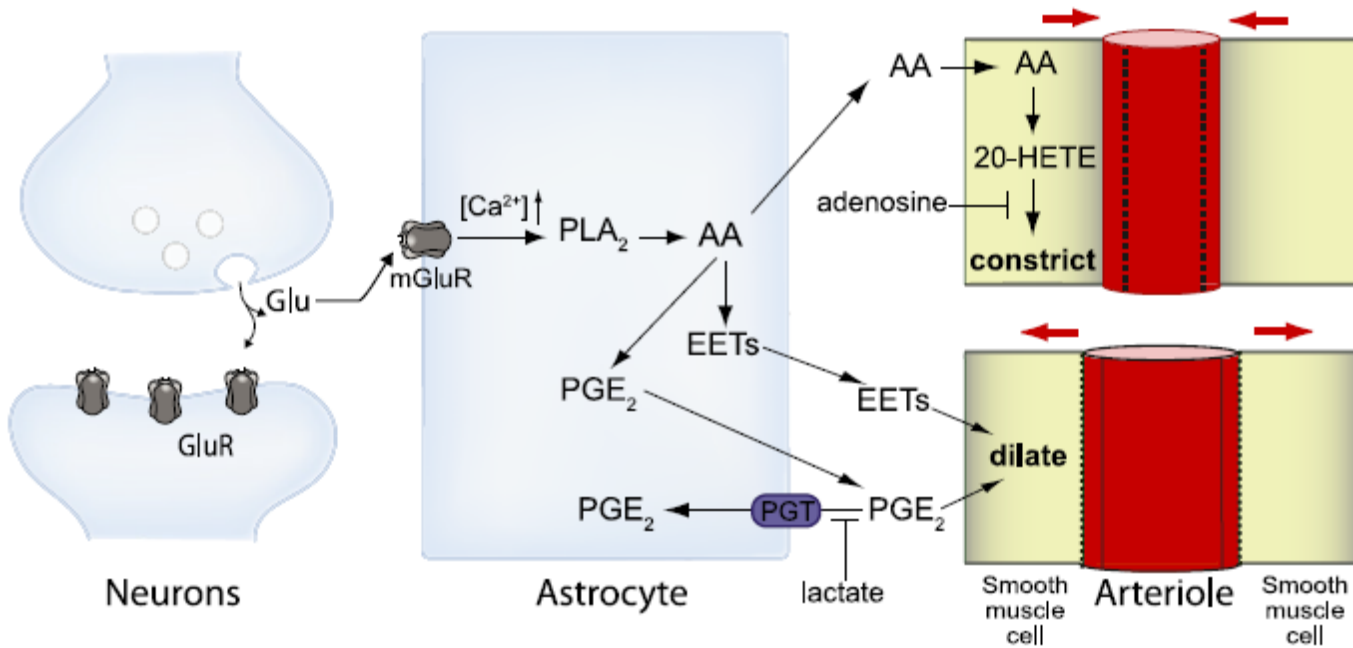 AA
AA
20-HETE
adenosine
constrict
[Ca²⁺]
PLA₂
AA
mGluR
Glu
GluR
EETs
PGE₂
EETs
dilate
PGE₂
PGT
PGE₂
lactate
Neurons
Astrocyte
Smooth
muscle
cell
Arteriole
Smooth
muscle
cell